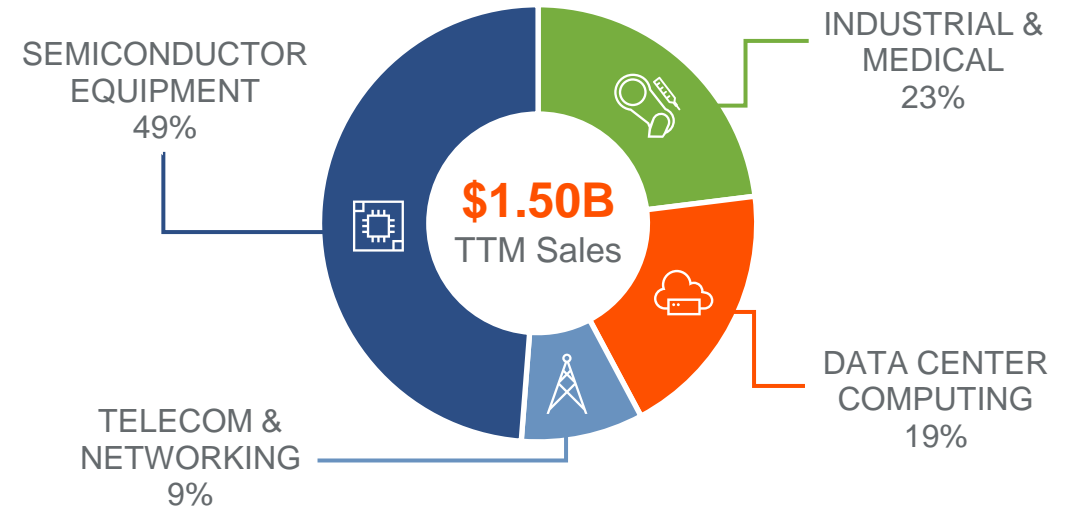 SEMICONDUCTOR
EQUIPMENT
49%
INDUSTRIAL &
MEDICAL
23%
$1.50B
TTM Sales
DATA CENTER
COMPUTING
19%
TELECOM &
NETWORKING
9%